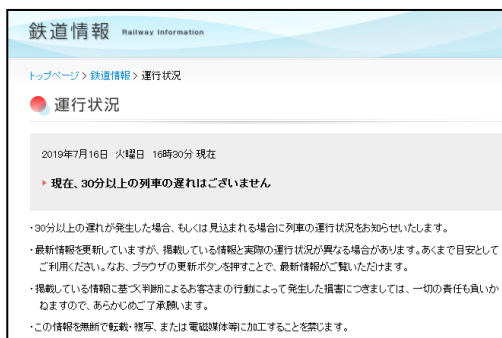 鉄道情報 Railway Information
トップページ > 鉄道情報 > 運行状況
運行状況
2019年7月16日 火曜日 16時30分 現在
現在、30分以上の列車の遅れはございません
・30分以上の遅れが発生した場合、もしくは見込まれる場合に列車の運行状況をお知らせいたします。
・最新情報を更新していますが、掲載している情報と実際の運行状況が異なる場合があります。あくまで目安として
ご利用ください。なお、ブラウザの更新ボタンを押すことで、最新情報がご覧いただけます。
・掲載している情報に基づく判断によるお客さまの行動によって発生した損害につきましては、一切の責任も負いか
ねますので、あらかじめご了承願います。
・この情報を無断で転載・複写、または電磁媒体等に加工することを禁じます。